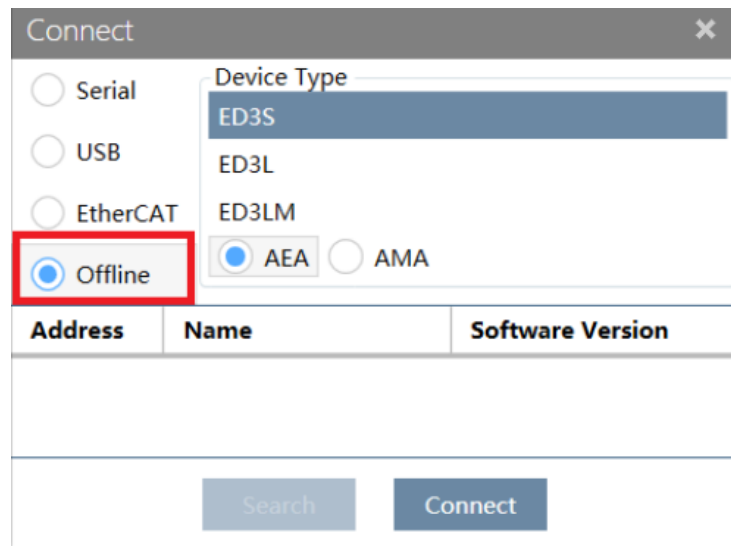 Connect
Serial
USB
EtherCAT
Offline
Device Type
ED3S
ED3L
ED3LM
AEA AMA
Address Name Software Version
Search Connect